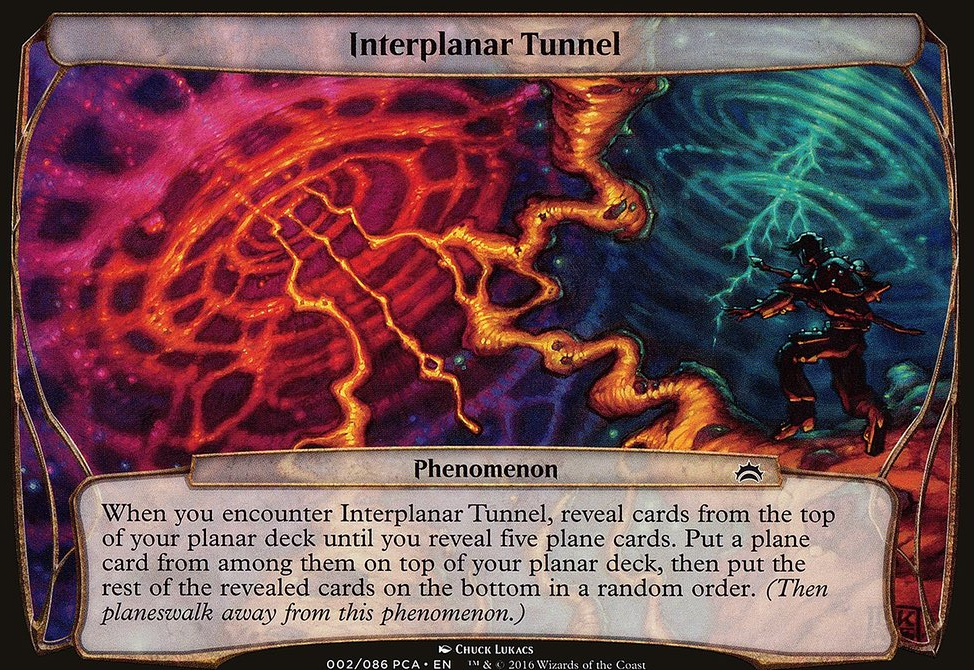 Interplanar Tunnel
Phenomenon
When you encounter Interplanar Tunnel, reveal cards from the top
of your planar deck until you reveal five plane cards. Put a plane
card from among them on top of your planar deck, then put the
rest of the revealed cards on the bottom in a random order. (Then
planeswalk away from this phenomenon.)
Chuck Lukacs
002/086 PCA • EN ™ & © 2016 Wizards of the Coast